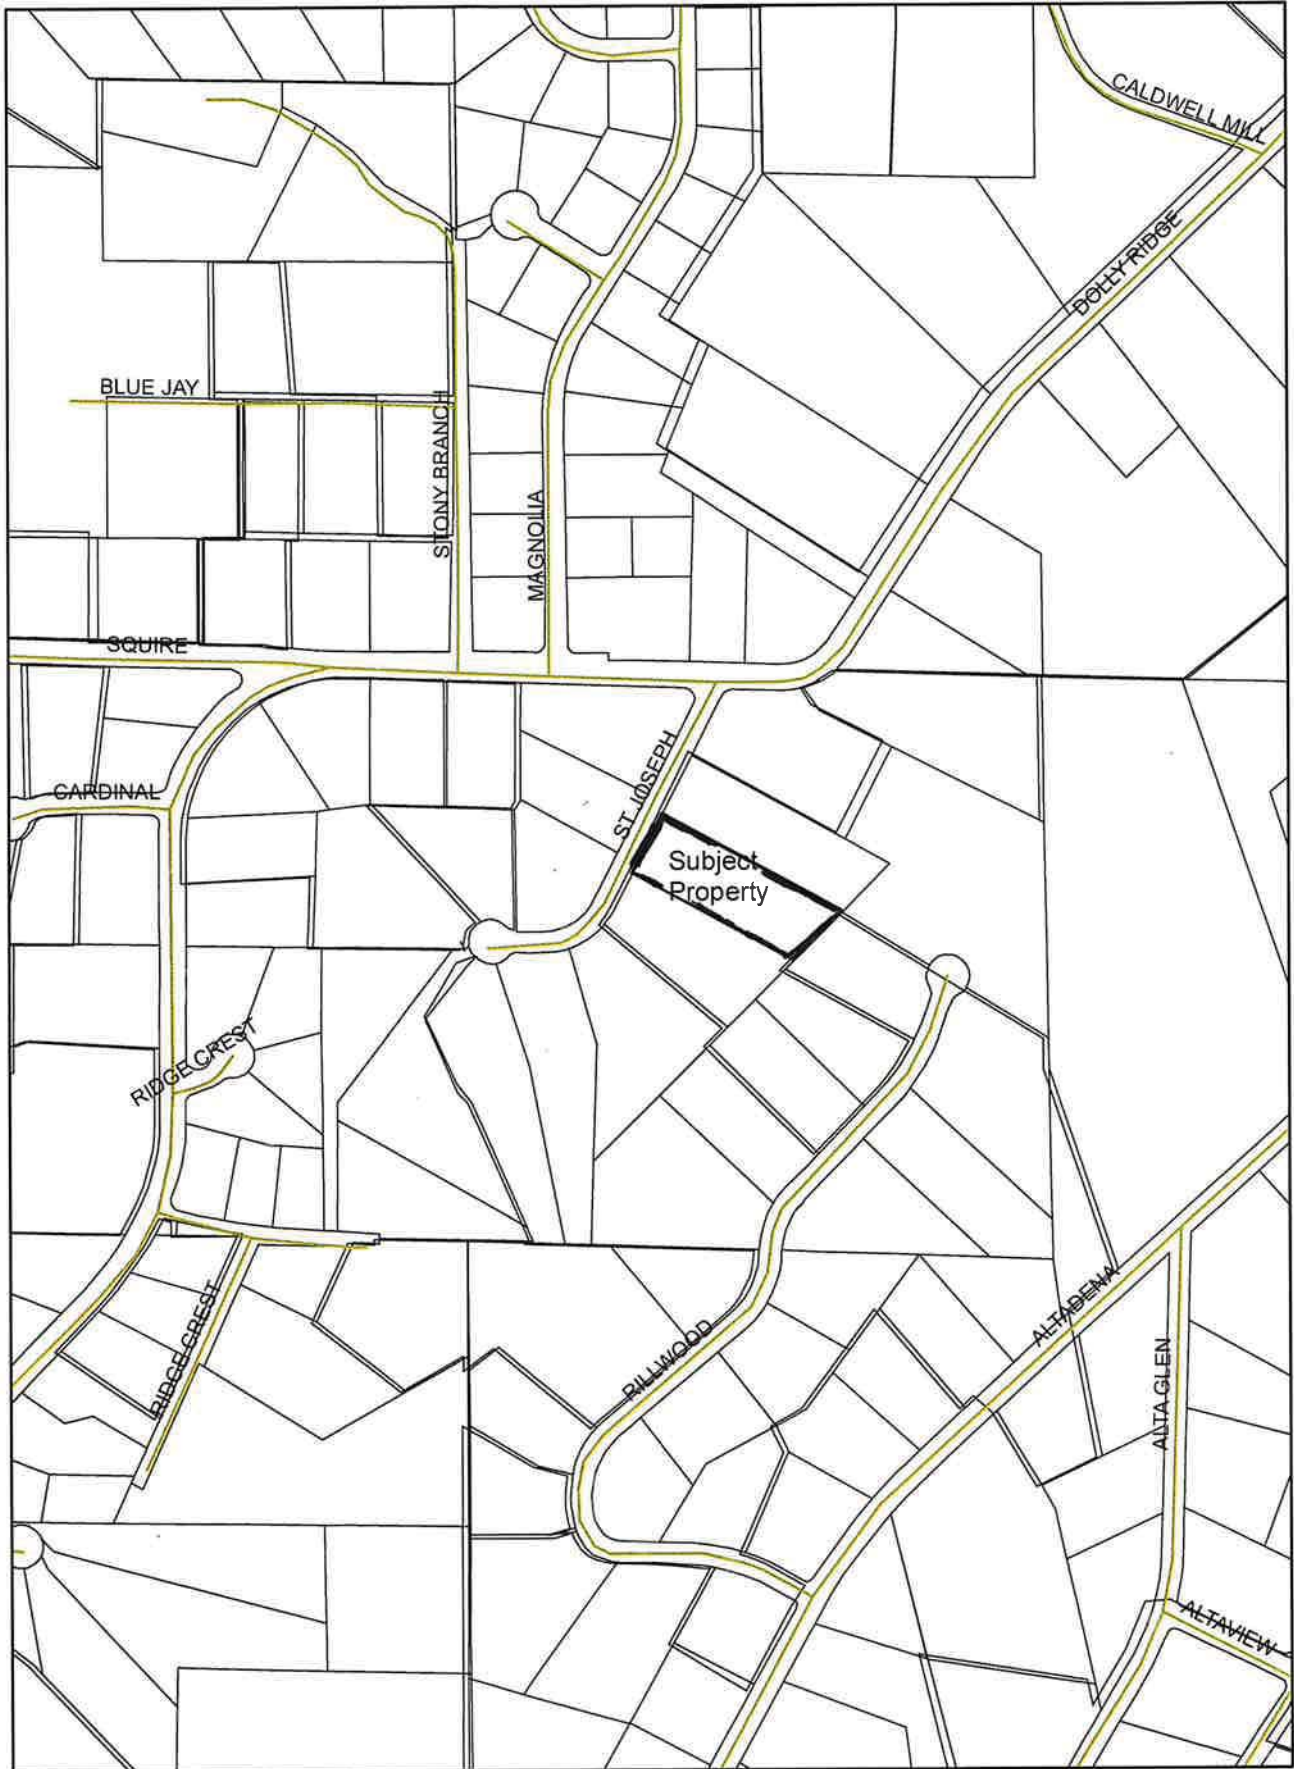 CALDWELL MILL
DOLLY RIDGE
BLUE JAY
STONY BRANCH
MAGNOLIA
SQUIRE
ST. JOSEPH
CARDINAL
Subject
Property
RIDGE CREST
RIDGE CREST
RILLWOOD
ALTADENA
ALTA GLEN
ALTAVIEW